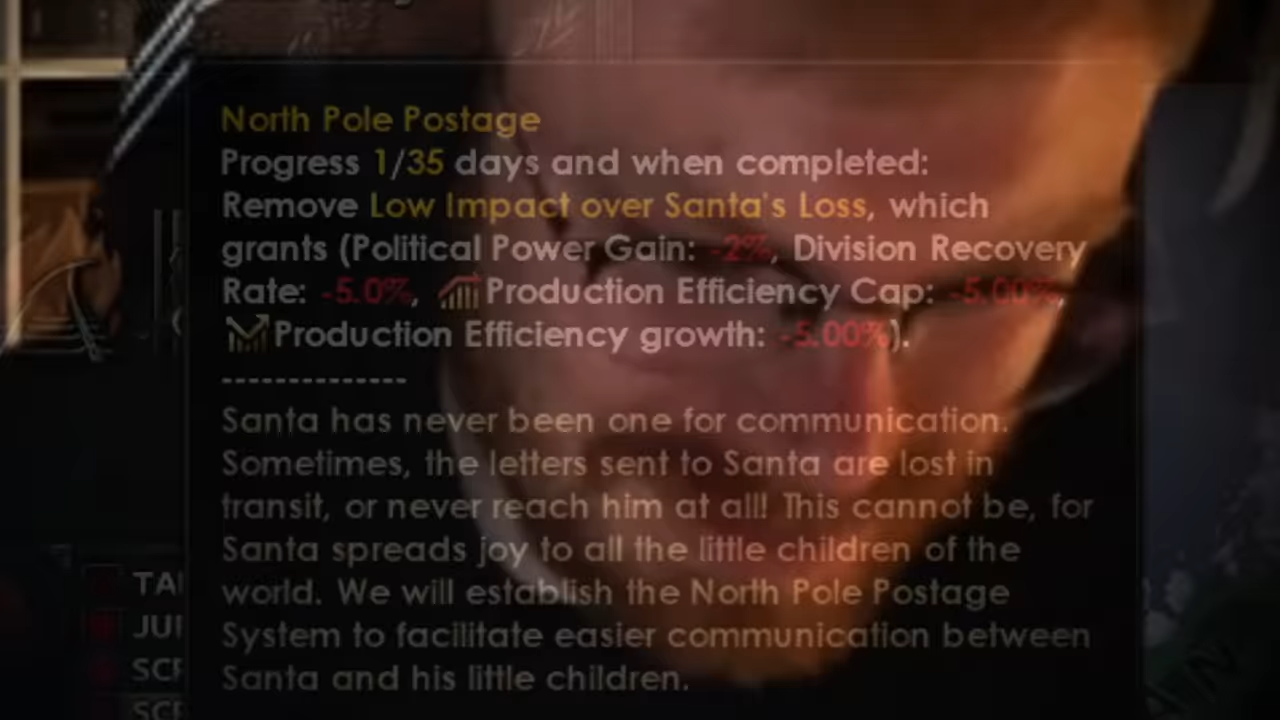 North Pole Postage
Progress 1/35 days and when completed:
Remove Low Impact over Santa's Loss, which
grants (Political Power Gain: -2%, Division Recovery
Rate: -5.0%, Production Efficiency Cap: -5.00%,
Production Efficiency growth: -5.00%).
--------------
Santa has never been one for communication.
Sometimes, the letters sent to Santa are lost in
transit, or never reach him at all! This cannot be, for
Santa spreads joy to all the little children of the
world. We will establish the North Pole Postage
System to facilitate easier communication between
Santa and his little children.
TAI
JUI
SCR
SCR